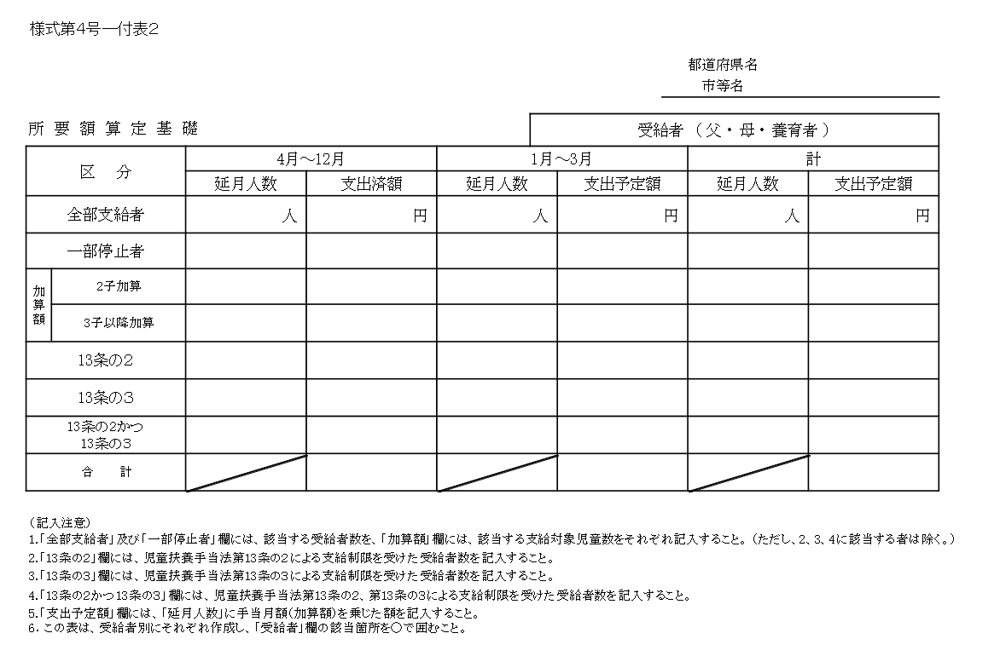 様式第4号―付表2
都道府県名
市等名
所要額算定基礎
受給者（父・母・養育者）
区 分
4月～12月
1月～3月
計
延月人数 支出済額 延月人数 支出予定額 延月人数 支出予定額
全部支給者 人 円 人 円 人 円
一部停止者
加算額
2子加算
3子以降加算
13条の2
13条の3
13条の2かつ
13条の3
合 計
（記入注意）
1.「全部支給者」及び「一部停止者」欄には、該当する受給者数を、「加算額」欄には、該当する支給対象児童数をそれぞれ記入すること。（ただし、2、3、4に該当する者は除く。）
2.「13条の2」欄には、児童扶養手当法第13条の2による支給制限を受けた受給者数を記入すること。
3.「13条の3」欄には、児童扶養手当法第13条の3による支給制限を受けた受給者数を記入すること。
4.「13条の2かつ13条の3」欄には、児童扶養手当法第13条の2、第13条の3による支給制限を受けた受給者数を記入すること。
5.「支出予定額」欄には、「延月人数」に手当月額（加算額）を乗じた額を記入すること。
6. この表は、受給者別にそれぞれ作成し、「受給者」欄の該当箇所を〇で囲むこと。